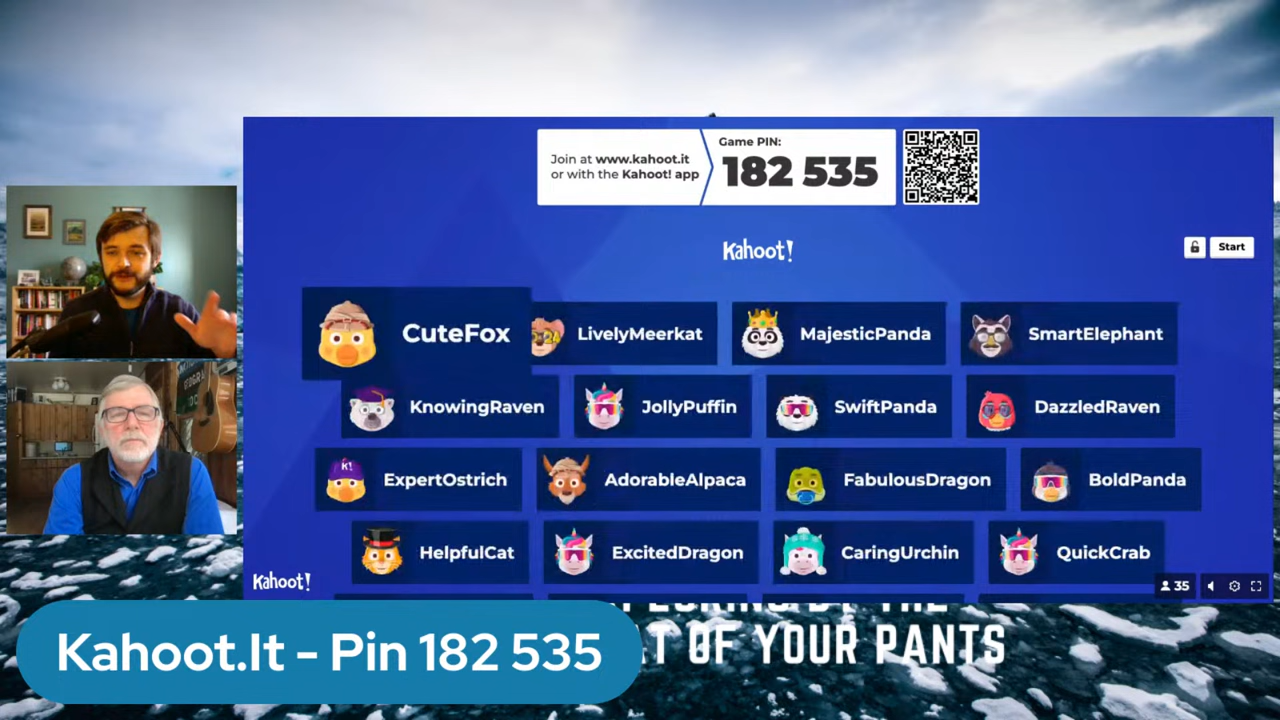 Join at www.kahoot.it
or with the Kahoot! app
Game PIN:
182 535
Kahoot!
Start
CuteFox
LivelyMeerkat
MajesticPanda
SmartElephant
KnowingRaven
JollyPuffin
SwiftPanda
DazzledRaven
ExpertOstrich
AdorableAlpaca
FabulousDragon
BoldPanda
HelpfulCat
ExcitedDragon
CaringUrchin
QuickCrab
Kahoot!
35
BY THE
OF YOUR PANTS
Kahoot.It - Pin 182 535